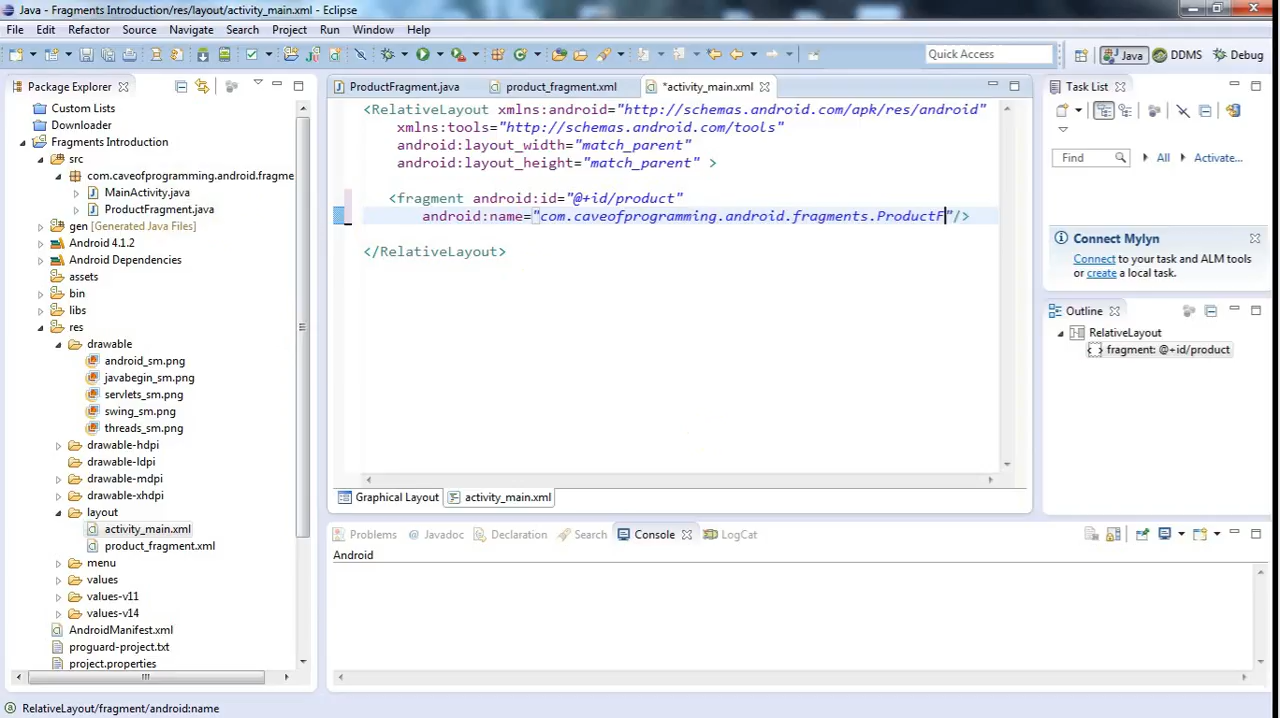 Java - Fragments Introduction/res/layout/activity_main.xml - Eclipse
File Edit Refactor Source Navigate Search Project Run Window Help
Quick Access
Java
DDMS
Debug
Package Explorer
Custom Lists
Downloader
Fragments Introduction
src
com.caveofprogramming.android.fragme
MainActivity.java
ProductFragment.java
gen [Generated Java Files]
Android 4.1.2
Android Dependencies
assets
bin
libs
res
drawable
android_sm.png
javabegin_sm.png
servlets_sm.png
swing_sm.png
threads_sm.png
drawable-hdpi
drawable-ldpi
drawable-mdpi
drawable-xhdpi
layout
activity_main.xml
product_fragment.xml
menu
values
values-v11
values-v14
AndroidManifest.xml
proguard-project.txt
project.properties
ProductFragment.java product_fragment.xml *activity_main.xml
<RelativeLayout xmlns:android="http://schemas.android.com/apk/res/android"
xmlns:tools="http://schemas.android.com/tools"
android:layout_width="match_parent"
android:layout_height="match_parent" >
<fragment android:id="@+id/product"
android:name="com.caveofprogramming.android.fragments.ProductF"/>
</RelativeLayout>
Graphical Layout activity_main.xml
Problems @ Javadoc Declaration Search Console LogCat
Android
Task List
Find All Activate...
Connect Mylyn
Connect to your task and ALM tools
or create a local task.
Outline
RelativeLayout
fragment: @+id/product
RelativeLayout/fragment/android:name